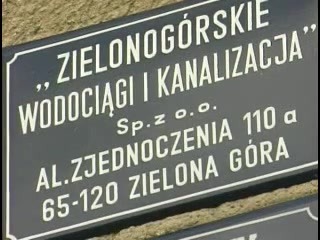 „ZIELONOGÓRSKIE
WODOCIĄGI I KANALIZACJA"
Sp. z o.o.
AL. ZJEDNOCZENIA 110 a
65-120 ZIELONA GÓRA